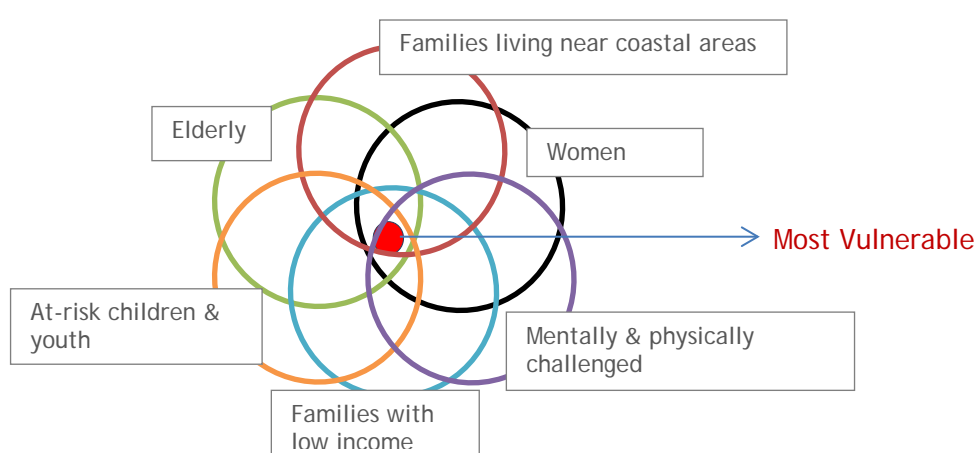 Families living near coastal areas
Elderly
Women
Most Vulnerable
At-risk children &
youth
Mentally & physically
challenged
Families with
low income